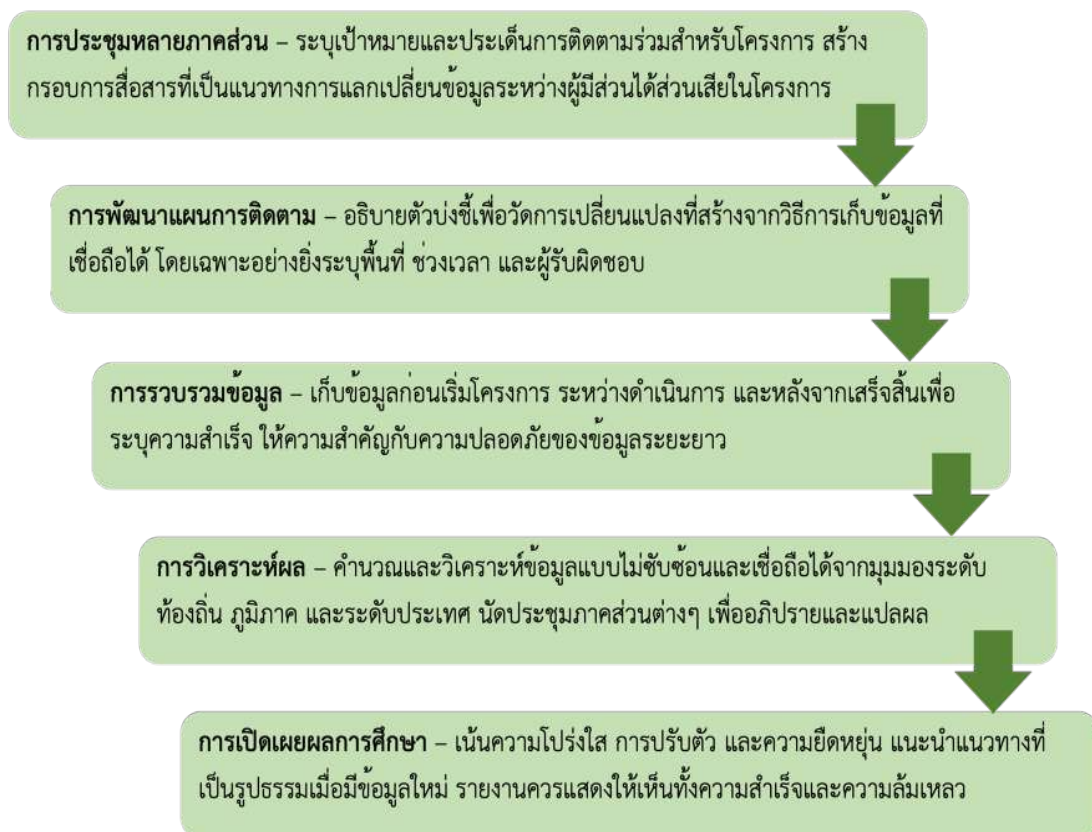 การประชุมหลายภาคส่วน – ระบุเป้าหมายและประเด็นการติดตามร่วมสำหรับโครงการ สร้าง
กรอบการสื่อสารที่เป็นแนวทางการแลกเปลี่ยนข้อมูลระหว่างผู้มีส่วนได้ส่วนเสียในโครงการ
การพัฒนาแผนการติดตาม – อธิบายตัวบ่งชี้เพื่อวัดการเปลี่ยนแปลงที่สร้างจากวิธีการเก็บข้อมูลที่
เชื่อถือได้ โดยเฉพาะอย่างยิ่งระบุพื้นที่ ช่วงเวลา และผู้รับผิดชอบ
การรวบรวมข้อมูล – เก็บข้อมูลก่อนเริ่มโครงการ ระหว่างดำเนินการ และหลังจากเสร็จสิ้นเพื่อ
ระบุความสำเร็จ ให้ความสำคัญกับความปลอดภัยของข้อมูลระยะยาว
การวิเคราะห์ผล – คำนวณและวิเคราะห์ข้อมูลแบบไม่ซับซ้อนและเชื่อถือได้จากมุมมองระดับ
ท้องถิ่น ภูมิภาค และระดับประเทศ นัดประชุมภาคส่วนต่างๆ เพื่ออภิปรายและแปลผล
การเปิดเผยผลการศึกษา – เน้นความโปร่งใส การปรับตัว และความยืดหยุ่น แนะนำแนวทางที่
เป็นรูปธรรมเมื่อมีข้อมูลใหม่ รายงานควรแสดงให้เห็นทั้งความสำเร็จและความล้มเหลว